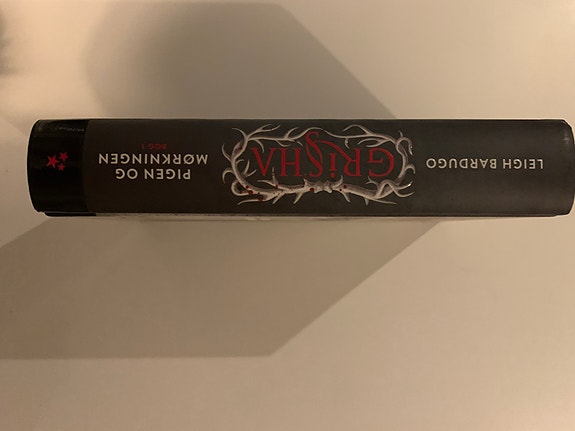 LEIGH BARDUGO
GRISHA
PIGEN OG
MØRKNINGEN
BOG 1